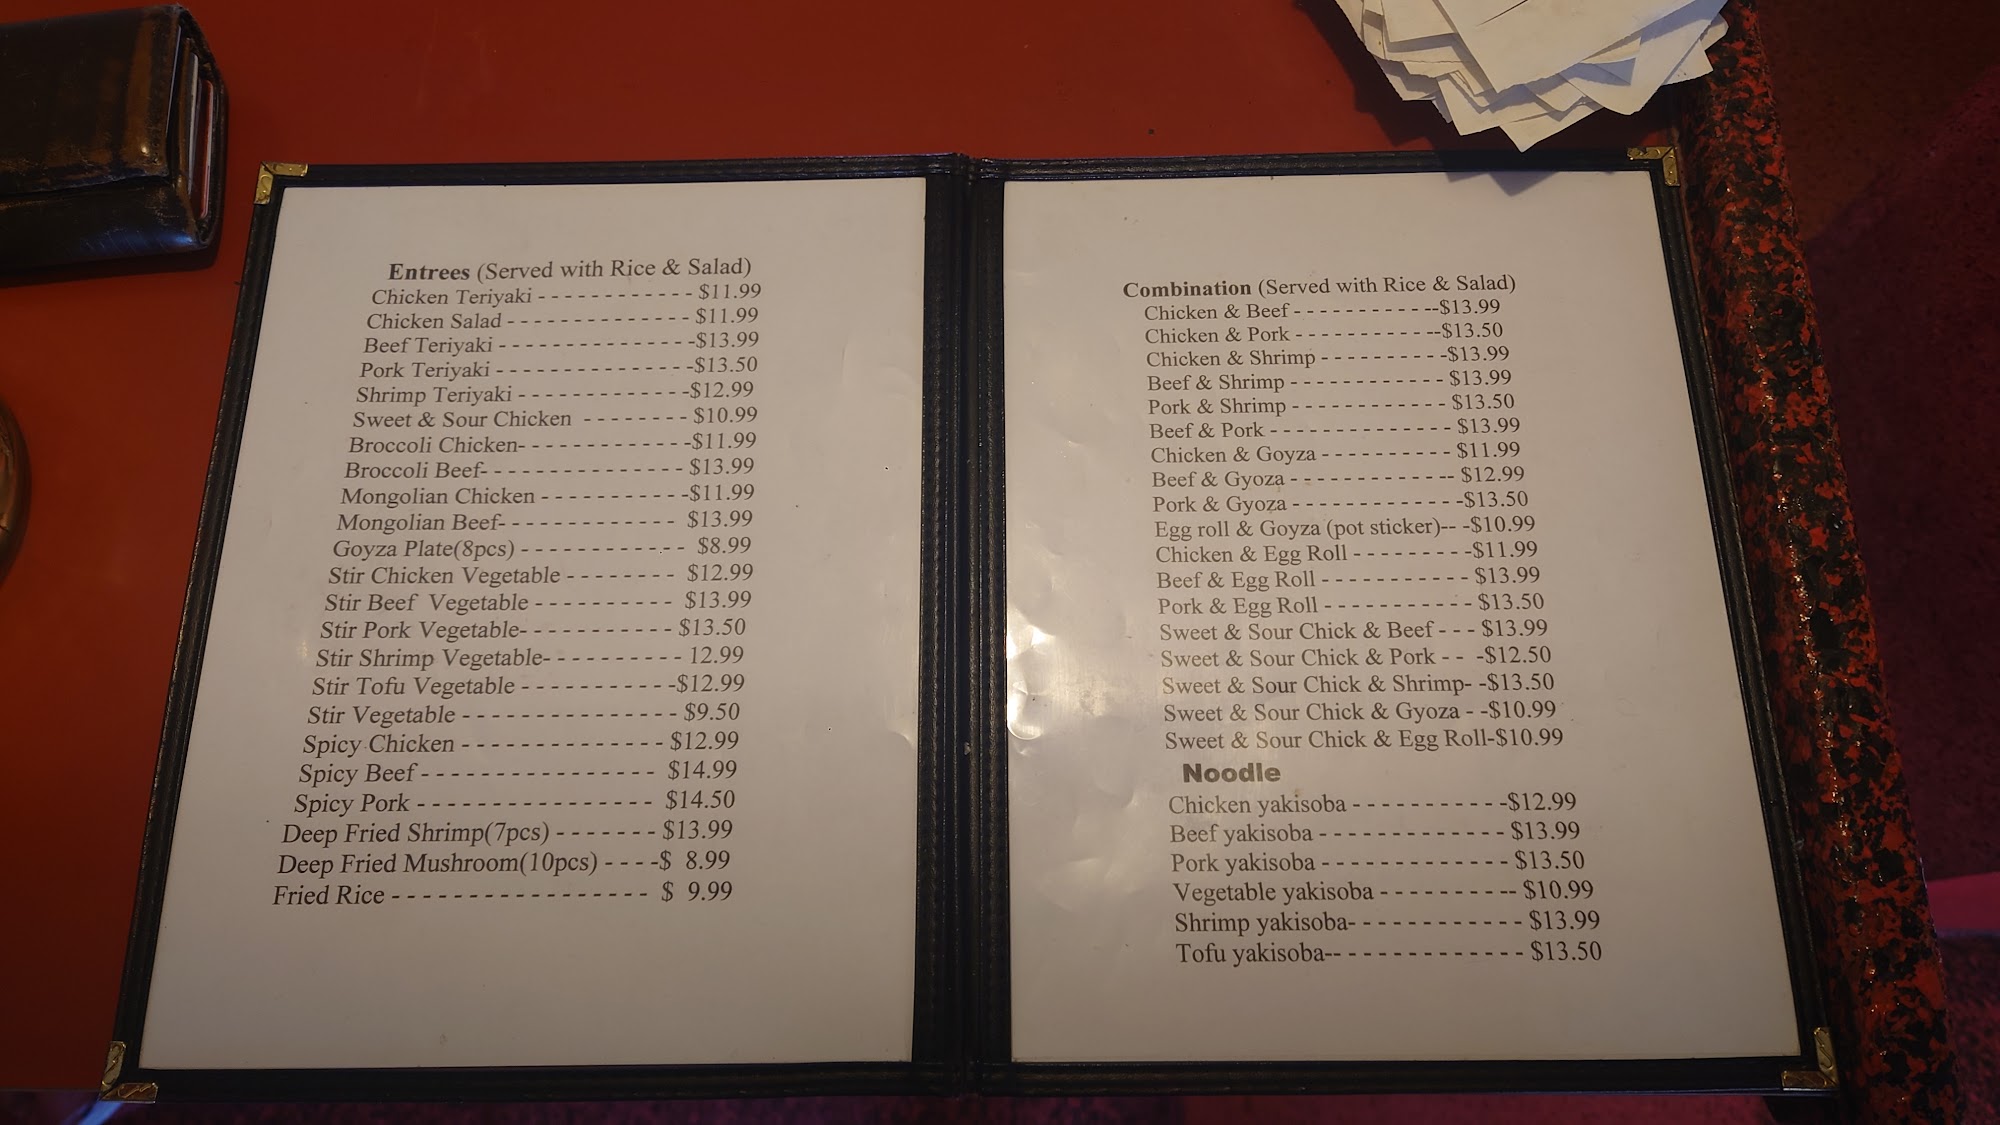 Entrees (Served with Rice & Salad)
Chicken Teriyaki - - - - - - - - - - - - $11.99
Chicken Salad - - - - - - - - - - - - - - $11.99
Beef Teriyaki - - - - - - - - - - - - - - -$13.99
Pork Teriyaki - - - - - - - - - - - - - - -$13.50
Shrimp Teriyaki - - - - - - - - - - - - -$12.99
Sweet & Sour Chicken - - - - - - - - $10.99
Broccoli Chicken- - - - - - - - - - - - -$11.99
Broccoli Beef- - - - - - - - - - - - - - - - $13.99
Mongolian Chicken - - - - - - - - - - -$11.99
Mongolian Beef- - - - - - - - - - - - - - $13.99
Goyza Plate(8pcs) - - - - - - - - - - - - - $8.99
Stir Chicken Vegetable - - - - - - - - $12.99
Stir Beef Vegetable - - - - - - - - - - - $13.99
Stir Pork Vegetable- - - - - - - - - - - - $13.50
Stir Shrimp Vegetable- - - - - - - - - - - 12.99
Stir Tofu Vegetable - - - - - - - - - - - -$12.99
Stir Vegetable - - - - - - - - - - - - - - - - $9.50
Spicy Chicken - - - - - - - - - - - - - - - $12.99
Spicy Beef - - - - - - - - - - - - - - - - - - $14.99
Spicy Pork - - - - - - - - - - - - - - - - - - $14.50
Deep Fried Shrimp(7pcs) - - - - - - - $13.99
Deep Fried Mushroom(10pcs) - - - -$ 8.99
Fried Rice - - - - - - - - - - - - - - - - - - - $ 9.99
Combination (Served with Rice & Salad)
Chicken & Beef - - - - - - - - - - --$13.99
Chicken & Pork - - - - - - - - - - - --$13.50
Chicken & Shrimp - - - - - - - - - -$13.99
Beef & Shrimp - - - - - - - - - - - - $13.99
Pork & Shrimp - - - - - - - - - - - - $13.50
Beef & Pork - - - - - - - - - - - - - - $13.99
Chicken & Goyza - - - - - - - - - - $11.99
Beef & Gyoza - - - - - - - - - - - -- $12.99
Pork & Gyoza - - - - - - - - - - - - -$13.50
Egg roll & Goyza (pot sticker)-- -$10.99
Chicken & Egg Roll - - - - - - - - -$11.99
Beef & Egg Roll - - - - - - - - - - - $13.99
Pork & Egg Roll - - - - - - - - - - - $13.50
Sweet & Sour Chick & Beef - - - $13.99
Sweet & Sour Chick & Pork - - -$12.50
Sweet & Sour Chick & Shrimp- -$13.50
Sweet & Sour Chick & Gyoza - -$10.99
Sweet & Sour Chick & Egg Roll-$10.99
Noodle
Chicken yakisoba - - - - - - - - - - - -$12.99
Beef yakisoba - - - - - - - - - - - - - - $13.99
Pork yakisoba - - - - - - - - - - - - - - $13.50
Vegetable yakisoba - - - - - - - - - -- $10.99
Shrimp yakisoba- - - - - - - - - - - - - $13.99
Tofu yakisoba-- - - - - - - - - - - - - - - $13.50